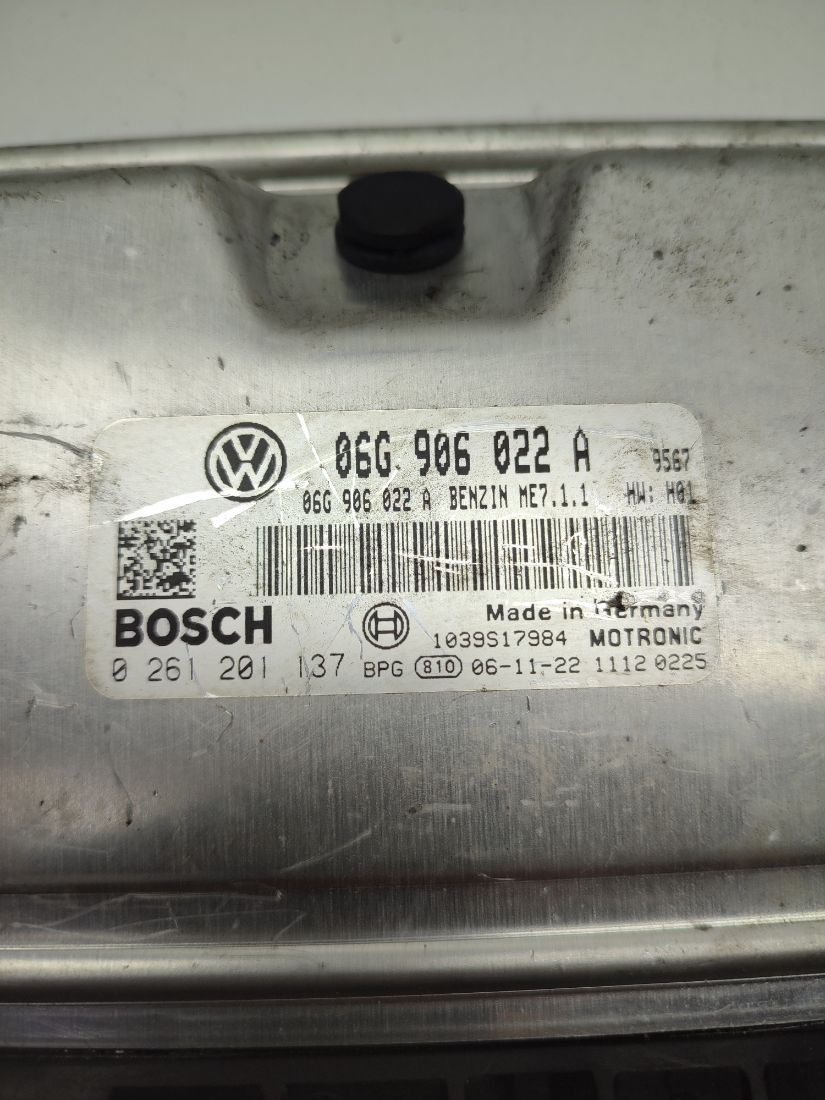 06G 906 022 A 9567
06G 906 022 A BENZIN ME7.1.1 HW: H01
BOSCH
Made in Germany
1039S17984 MOTRONIC
0 261 201 137 BPG 810 06-11-22 1112 0225